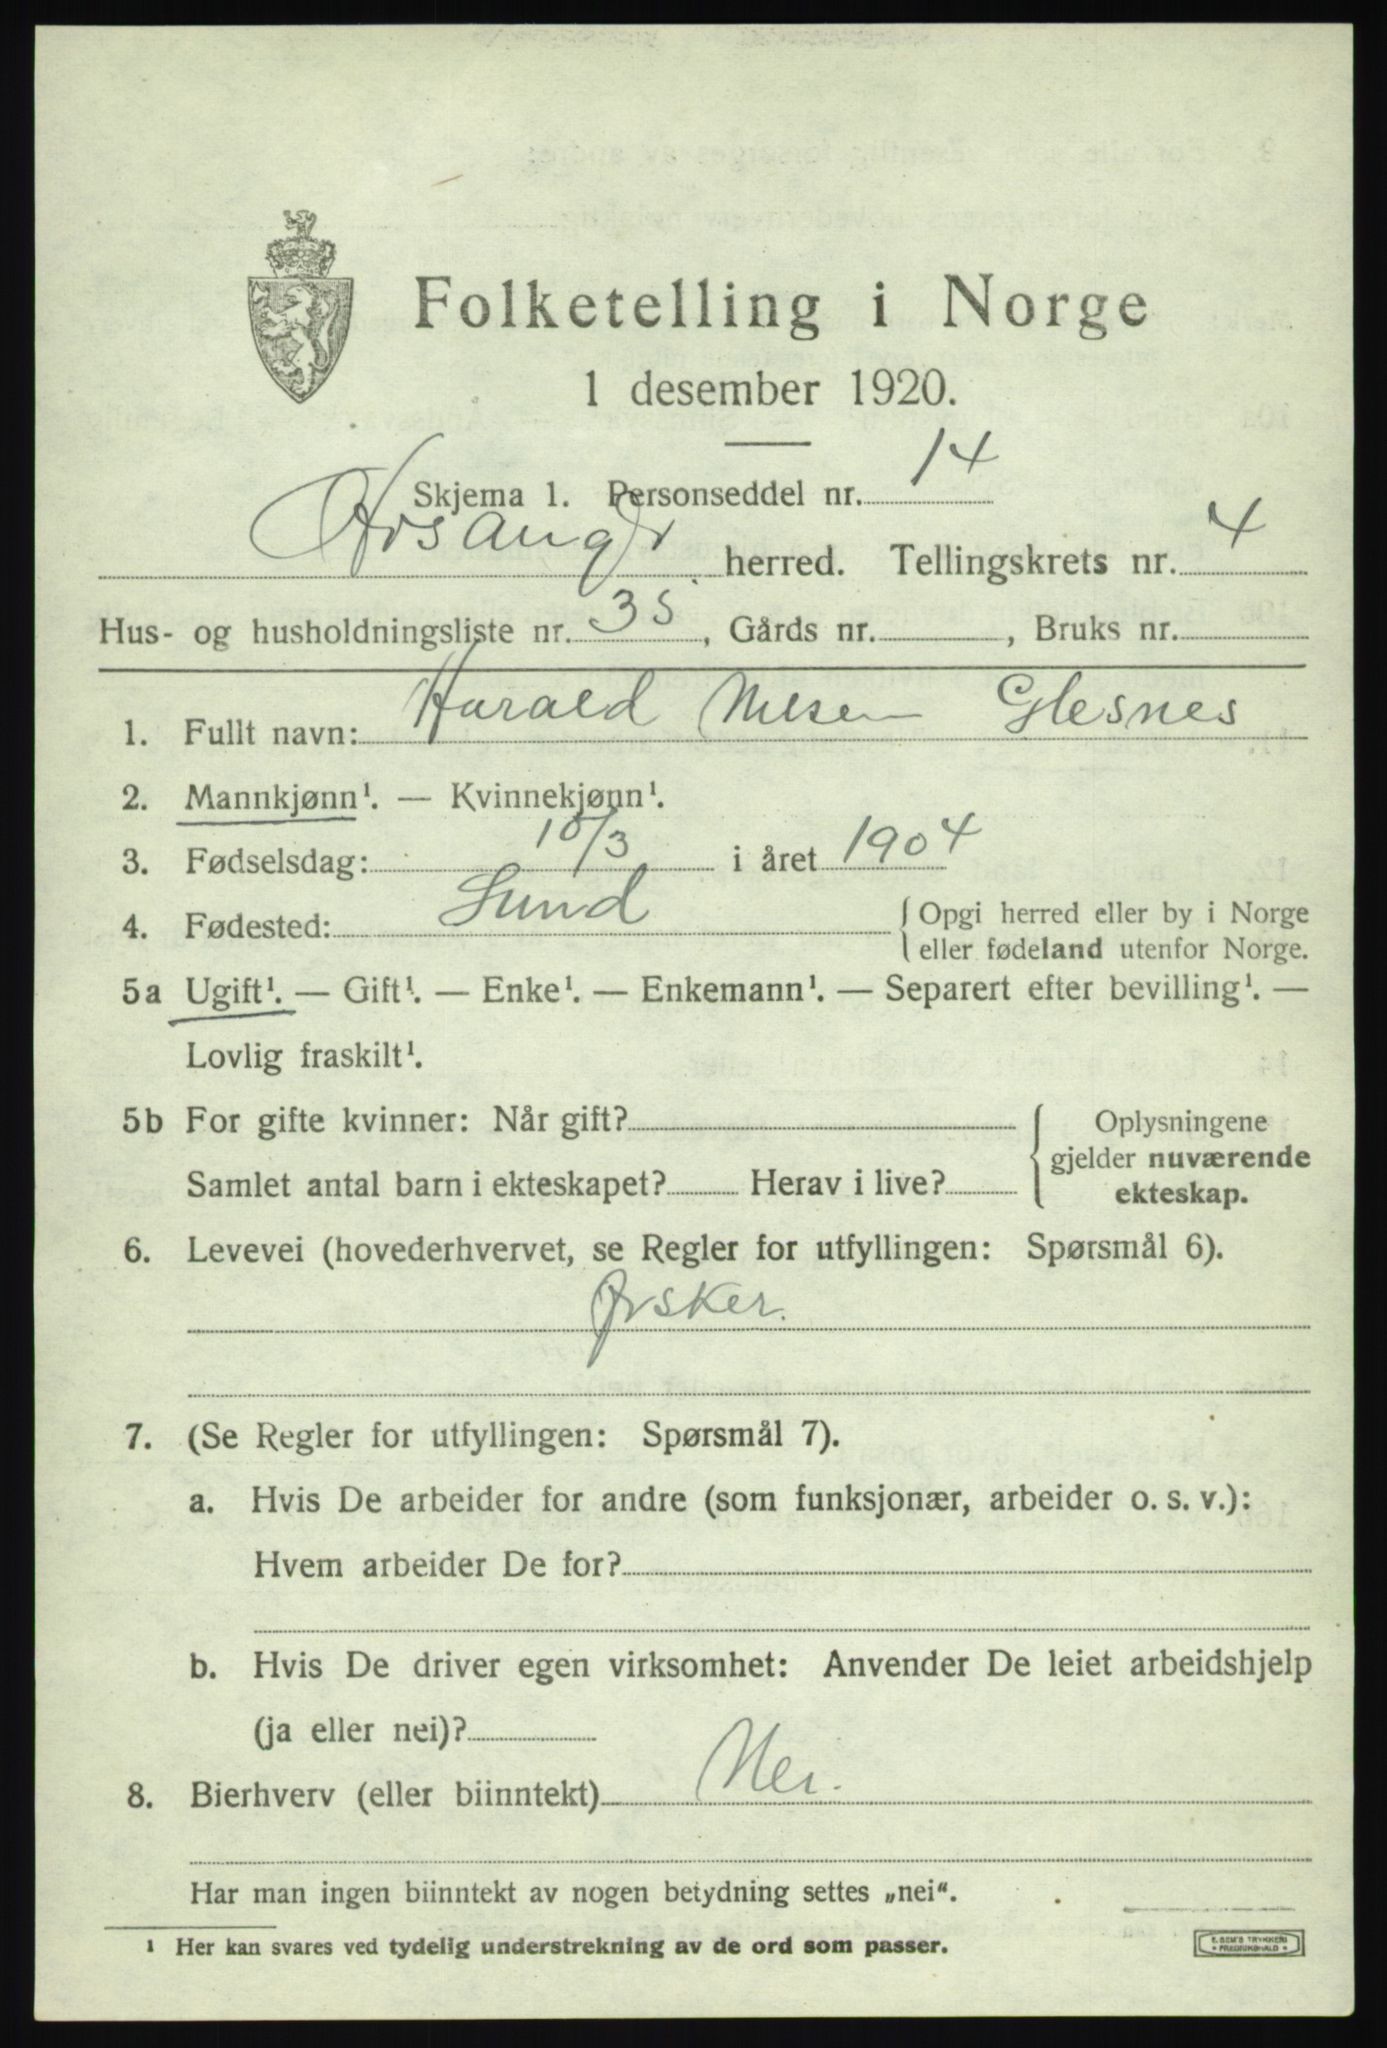 Folketelling i Norge
1 desember 1920.
Skjema 1. Personseddel nr. 14
Hosanger herred. Tellingskrets nr. 4
Hus- og husholdningsliste nr. 35, Gårds nr. , Bruks nr.
1. Fullt navn: Harald Nilsen Glesnes
2. Mannkjønn¹. — Kvinnekjønn¹.
3. Fødselsdag: 10/3 i året 1904
4. Fødested: Sund { Opgi herred eller by i Norge
eller fødeland utenfor Norge.
5a Ugift¹. — Gift¹. — Enke¹. — Enkemann¹. — Separert efter bevilling¹. —
Lovlig fraskilt¹.
5b For gifte kvinner: Når gift? { Oplysningene
gjelder nuværende
Samlet antal barn i ekteskapet? Herav i live?
ekteskap.
6. Levevei (hovederhvervet, se Regler for utfyllingen: Spørsmål 6).
7. (Se Regler for utfyllingen: Spørsmål 7).
a. Hvis De arbeider for andre (som funksjonær, arbeider o. s. v.):
Hvem arbeider De for?
b. Hvis De driver egen virksomhet: Anvender De leiet arbeidshjelp
(ja eller nei)?
8. Bierhverv (eller biinntekt) Nei.
Har man ingen biinntekt av nogen betydning settes „nei“.
¹ Her kan svares ved tydelig understrekning av de ord som passer.
E. SEM'S TRYKKERI
FREDRIKSHALD